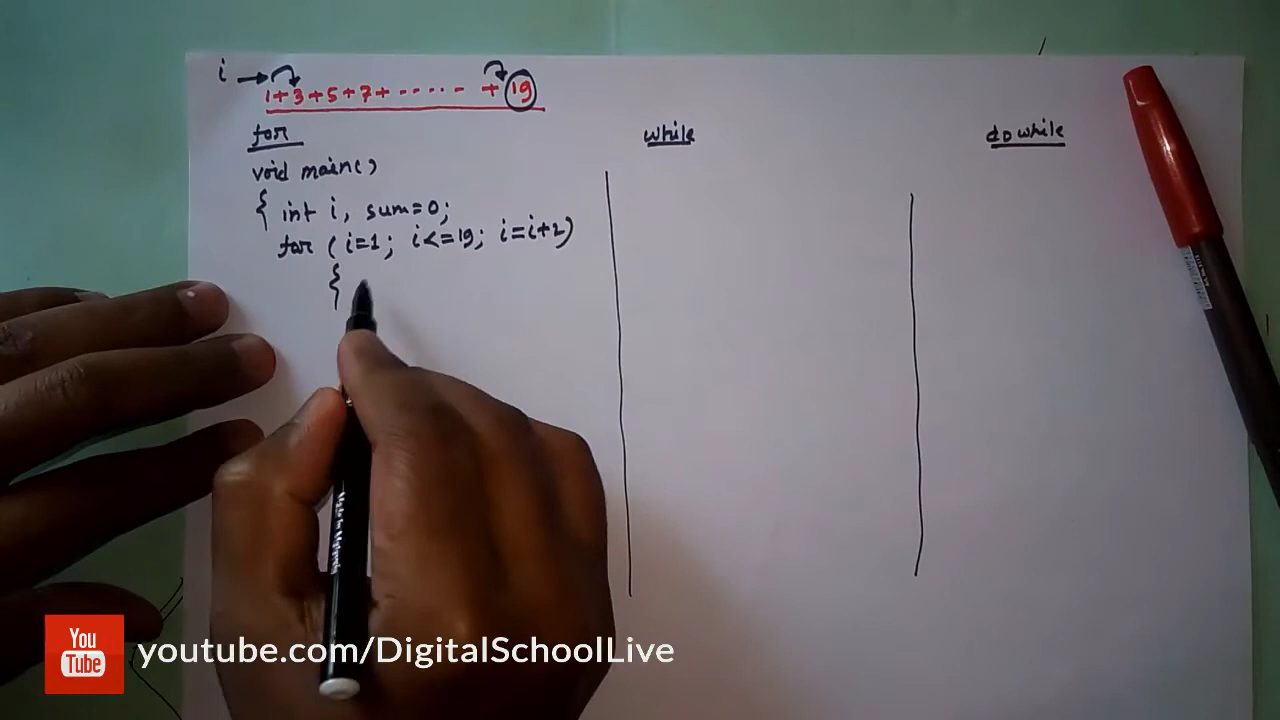 i →
1+3+5+7+ ----- + 19
for
void main()
{ int i, sum=0;
for (i=1; i<=19; i=i+2)
{
while
do while
You
Tube
youtube.com/DigitalSchoolLive